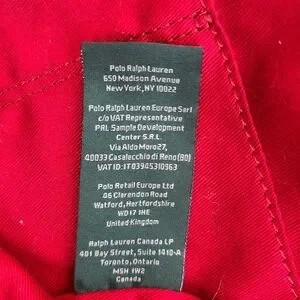 Polo Ralph Lauren
650 Madison Avenue
New York, NY 10022
Polo Ralph Lauren Europe Sarl
c/o VAT Representative
PRL Sample Development
Center S.R.L.
Via Aldo Moro 27,
40033 Casalecchio di Reno (BO)
VAT ID: IT03945310963
Polo Retail Europe Ltd
86 Clarendon Road
Watford, Hertfordshire
WD17 1HE
United Kingdom
Ralph Lauren Canada LP
401 Bay Street, Suite 1410-A
Toronto, Ontario
M5H 1W2
Canada